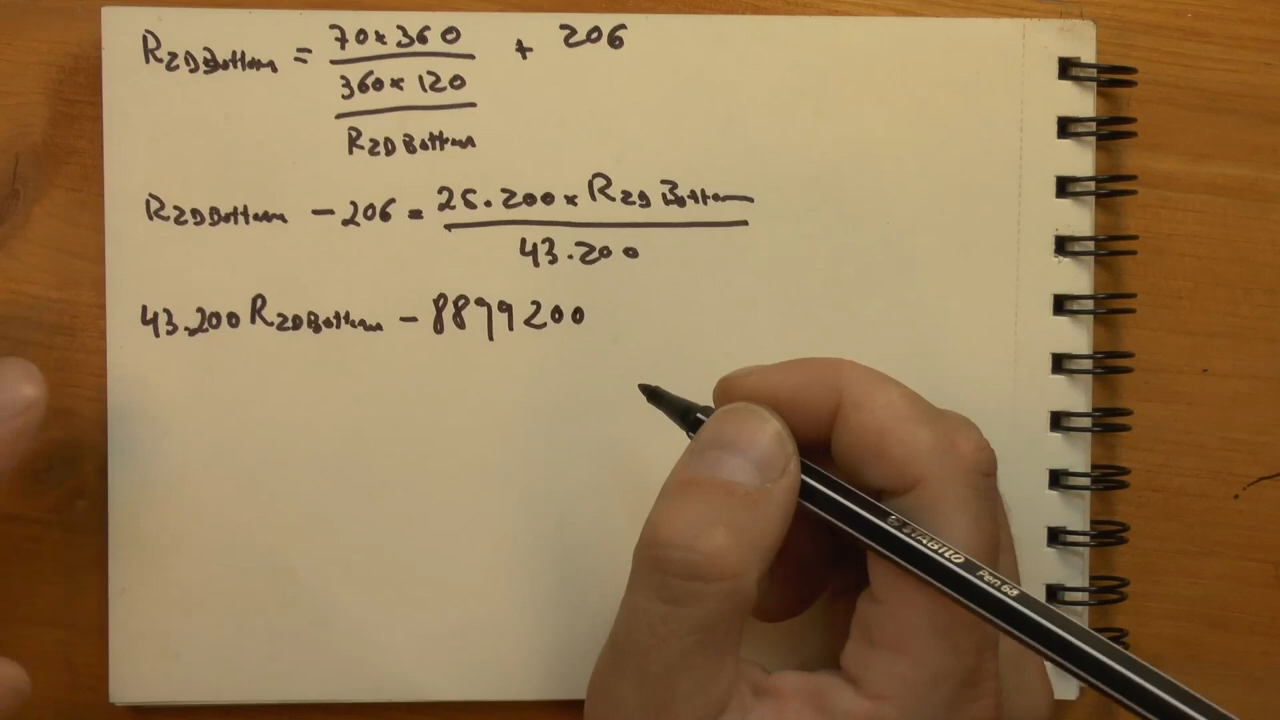 R2DBottom = 70x360 + 206
360x120
R2DBottom
R2DBottom - 206 = 25.200 x R2DBottom
43.200
43.200 R2DBottom - 8899200
STABILO Pen 68